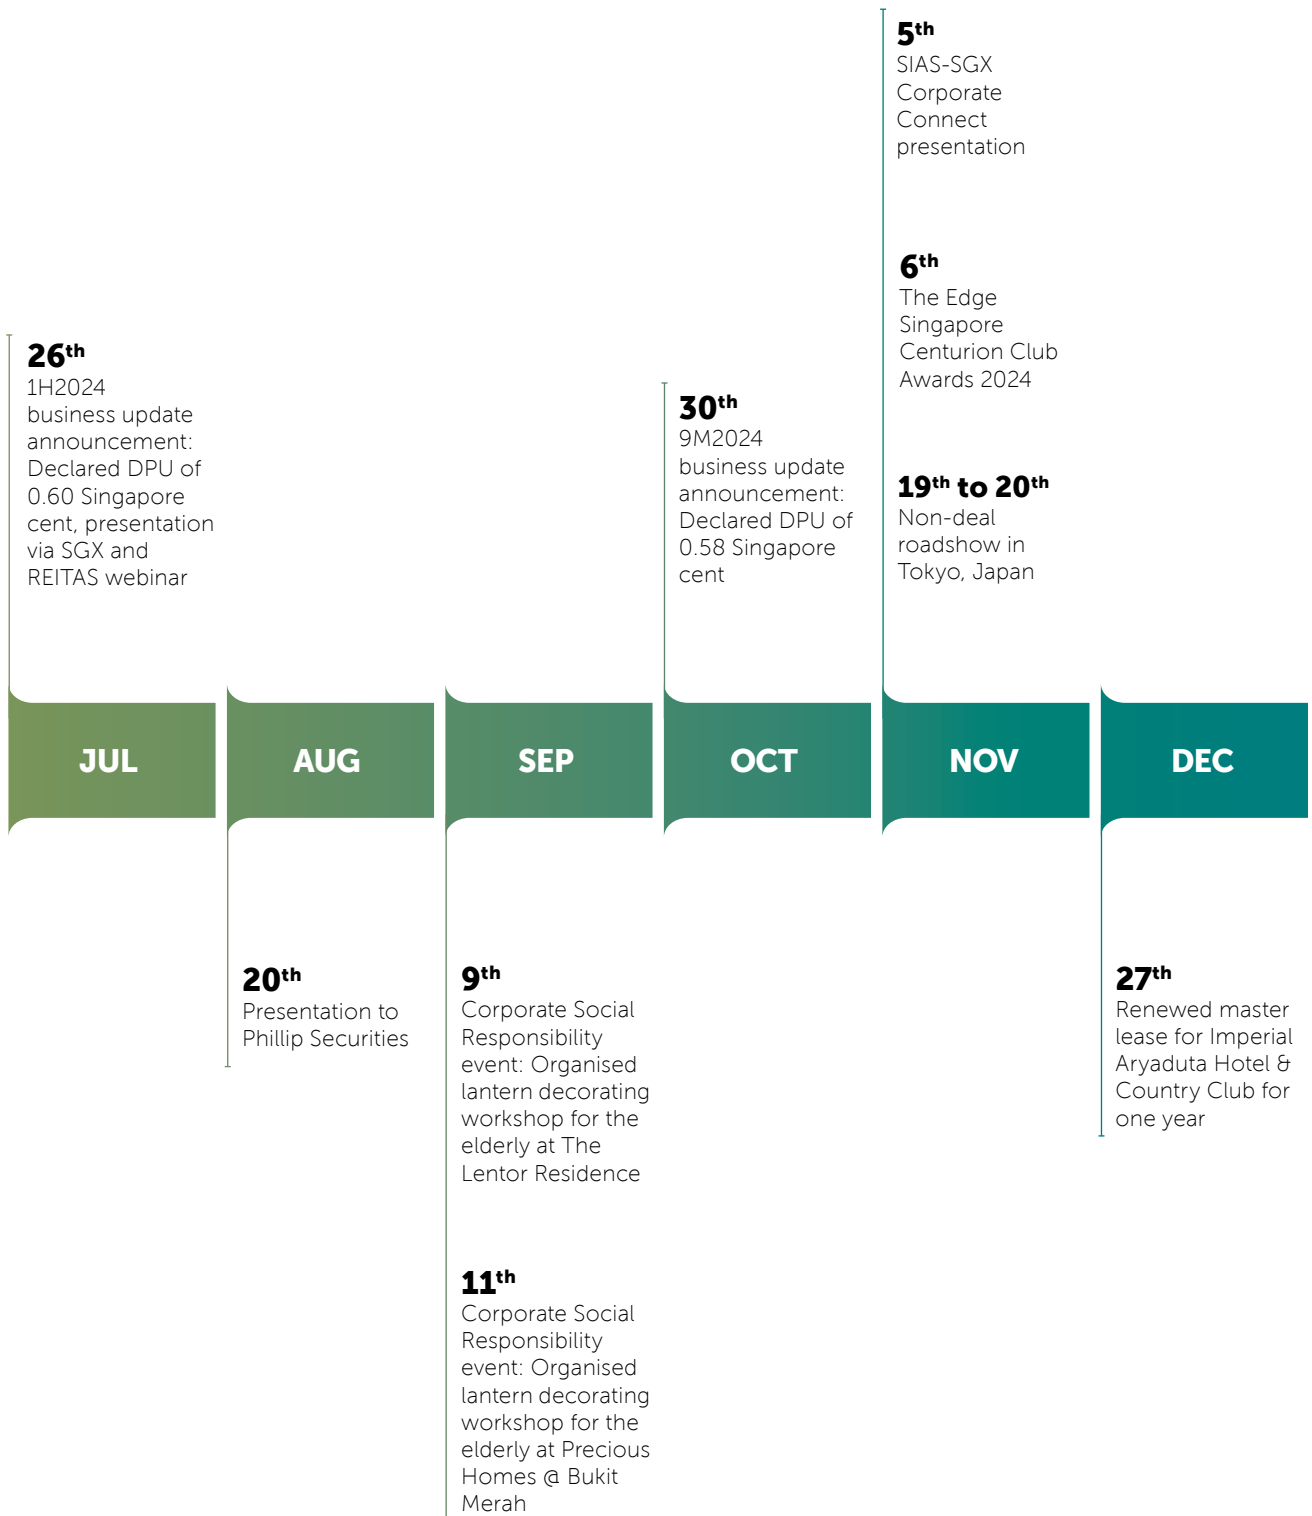 5th
SIAS-SGX
Corporate
Connect
presentation
6th
The Edge
Singapore
Centurion Club
Awards 2024
19th to 20th
Non-deal
roadshow in
Tokyo, Japan
26th
1H2024
business update
announcement:
Declared DPU of
0.60 Singapore
cent, presentation
via SGX and
REITAS webinar
30th
9M2024
business update
announcement:
Declared DPU of
0.58 Singapore
cent
JUL
AUG
SEP
OCT
NOV
DEC
20th
Presentation to
Phillip Securities
9th
Corporate Social
Responsibility
event: Organised
lantern decorating
workshop for the
elderly at The
Lentor Residence
11th
Corporate Social
Responsibility
event: Organised
lantern decorating
workshop for the
elderly at Precious
Homes @ Bukit
Merah
27th
Renewed master
lease for Imperial
Aryaduta Hotel &
Country Club for
one year